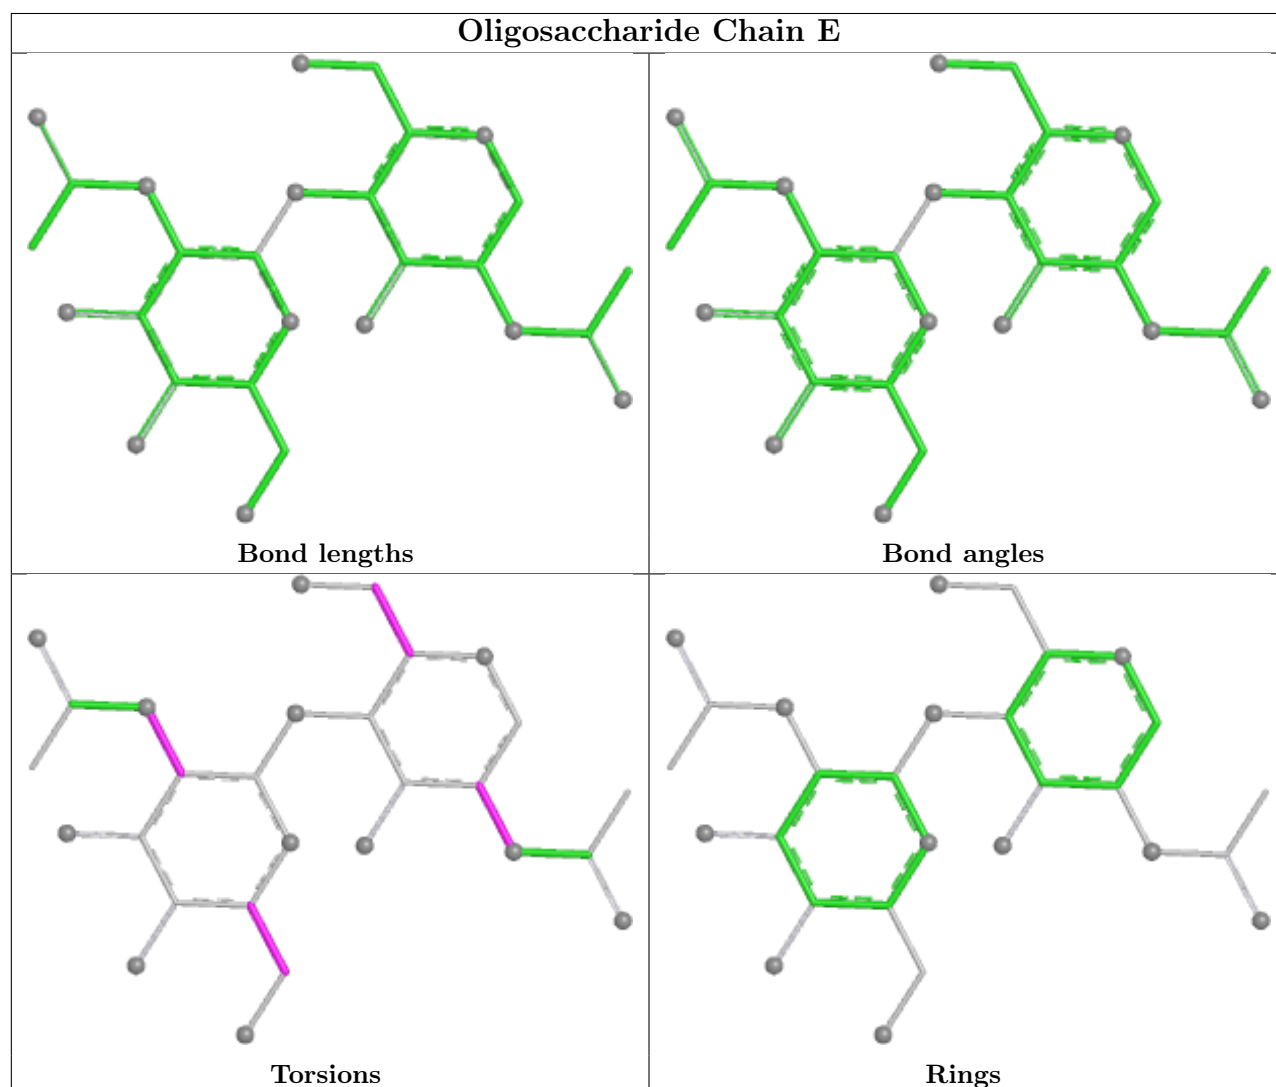 Oligosaccharide Chain E
Bond lengths
Bond angles
Torsions
Rings